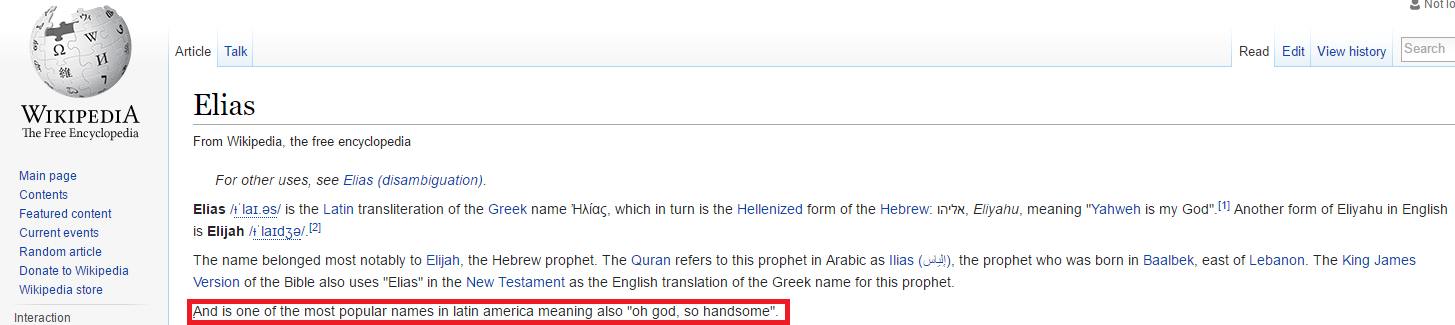 Not lo
Article Talk Read Edit View history Search
WIKIPEDIA
The Free Encyclopedia
Main page
Contents
Featured content
Current events
Random article
Donate to Wikipedia
Wikipedia store
Interaction
Elias
From Wikipedia, the free encyclopedia
For other uses, see Elias (disambiguation).
Elias /ɨˈlaɪ.əs/ is the Latin transliteration of the Greek name Ἠλίας, which in turn is the Hellenized form of the Hebrew: אליהו, Eliyahu, meaning "Yahweh is my God".[1] Another form of Eliyahu in English
is Elijah /ɨˈlaɪdʒə/.[2]
The name belonged most notably to Elijah, the Hebrew prophet. The Quran refers to this prophet in Arabic as Ilias (إلياس), the prophet who was born in Baalbek, east of Lebanon. The King James
Version of the Bible also uses "Elias" in the New Testament as the English translation of the Greek name for this prophet.
And is one of the most popular names in latin america meaning also "oh god, so handsome".